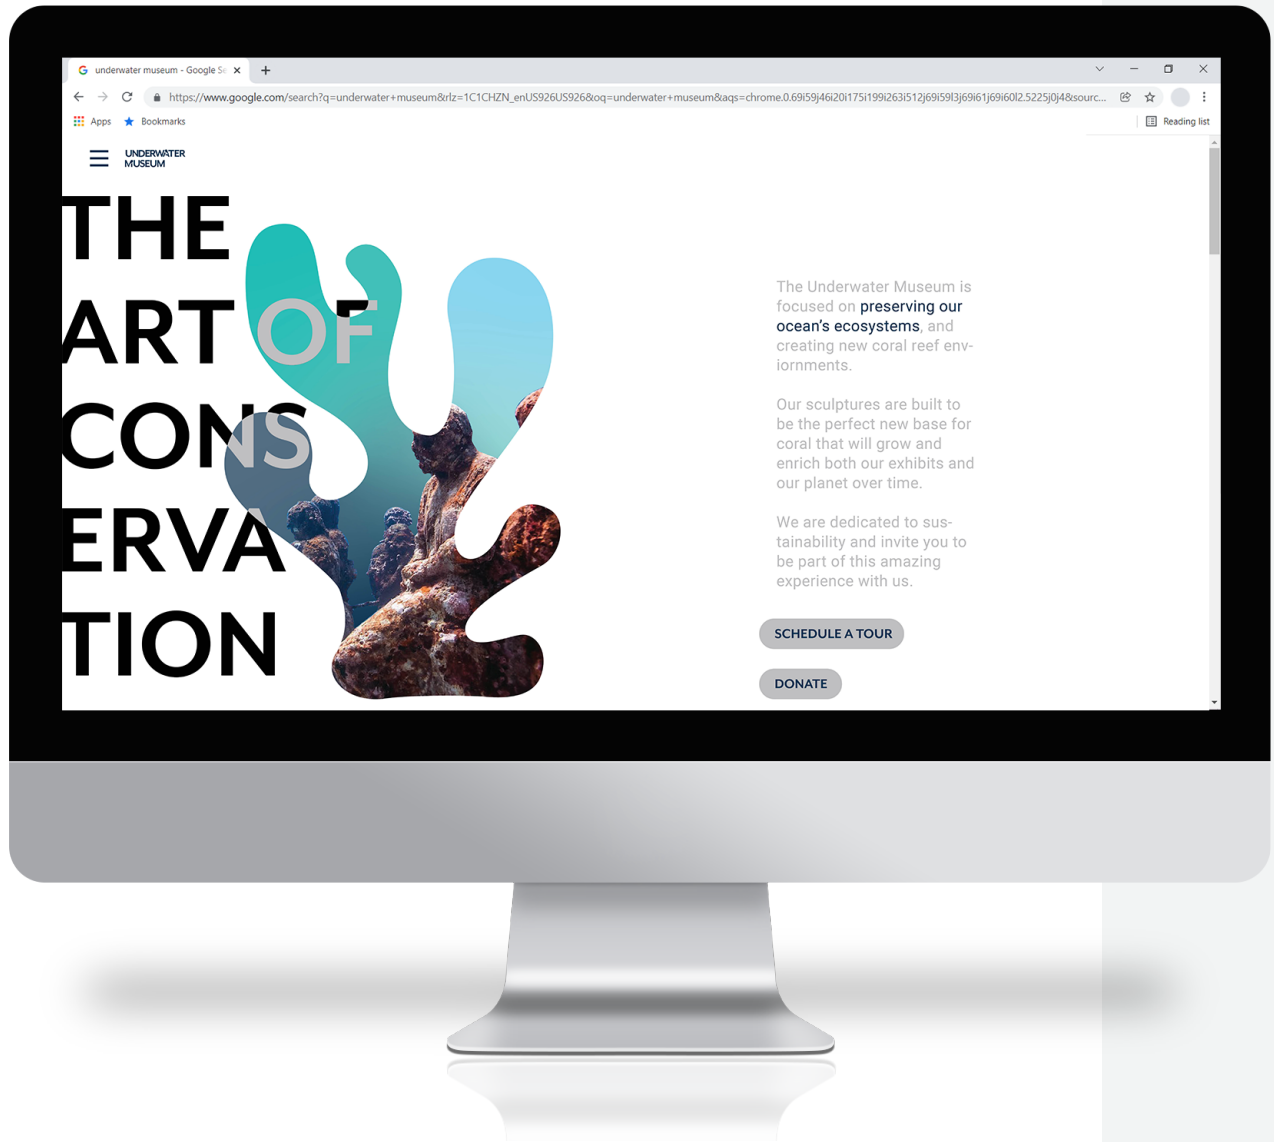 underwater museum - Google Se
https://www.google.com/search?q=underwater+museum&rlz=1C1CHZN_enUS926US926&oq=underwater+museum&aqs=chrome.0.69i59j46i20i175i199i263i512j69i59l3j69i61j69i60l2.5225j0j4&sourc...
Apps Bookmarks Reading list
UNDERWATER
MUSEUM
THE
ART OF
CONS
ERVA
TION
The Underwater Museum is
focused on preserving our
ocean's ecosystems, and
creating new coral reef env-
iornments.
Our sculptures are built to
be the perfect new base for
coral that will grow and
enrich both our exhibits and
our planet over time.
We are dedicated to sus-
tainability and invite you to
be part of this amazing
experience with us.
SCHEDULE A TOUR
DONATE